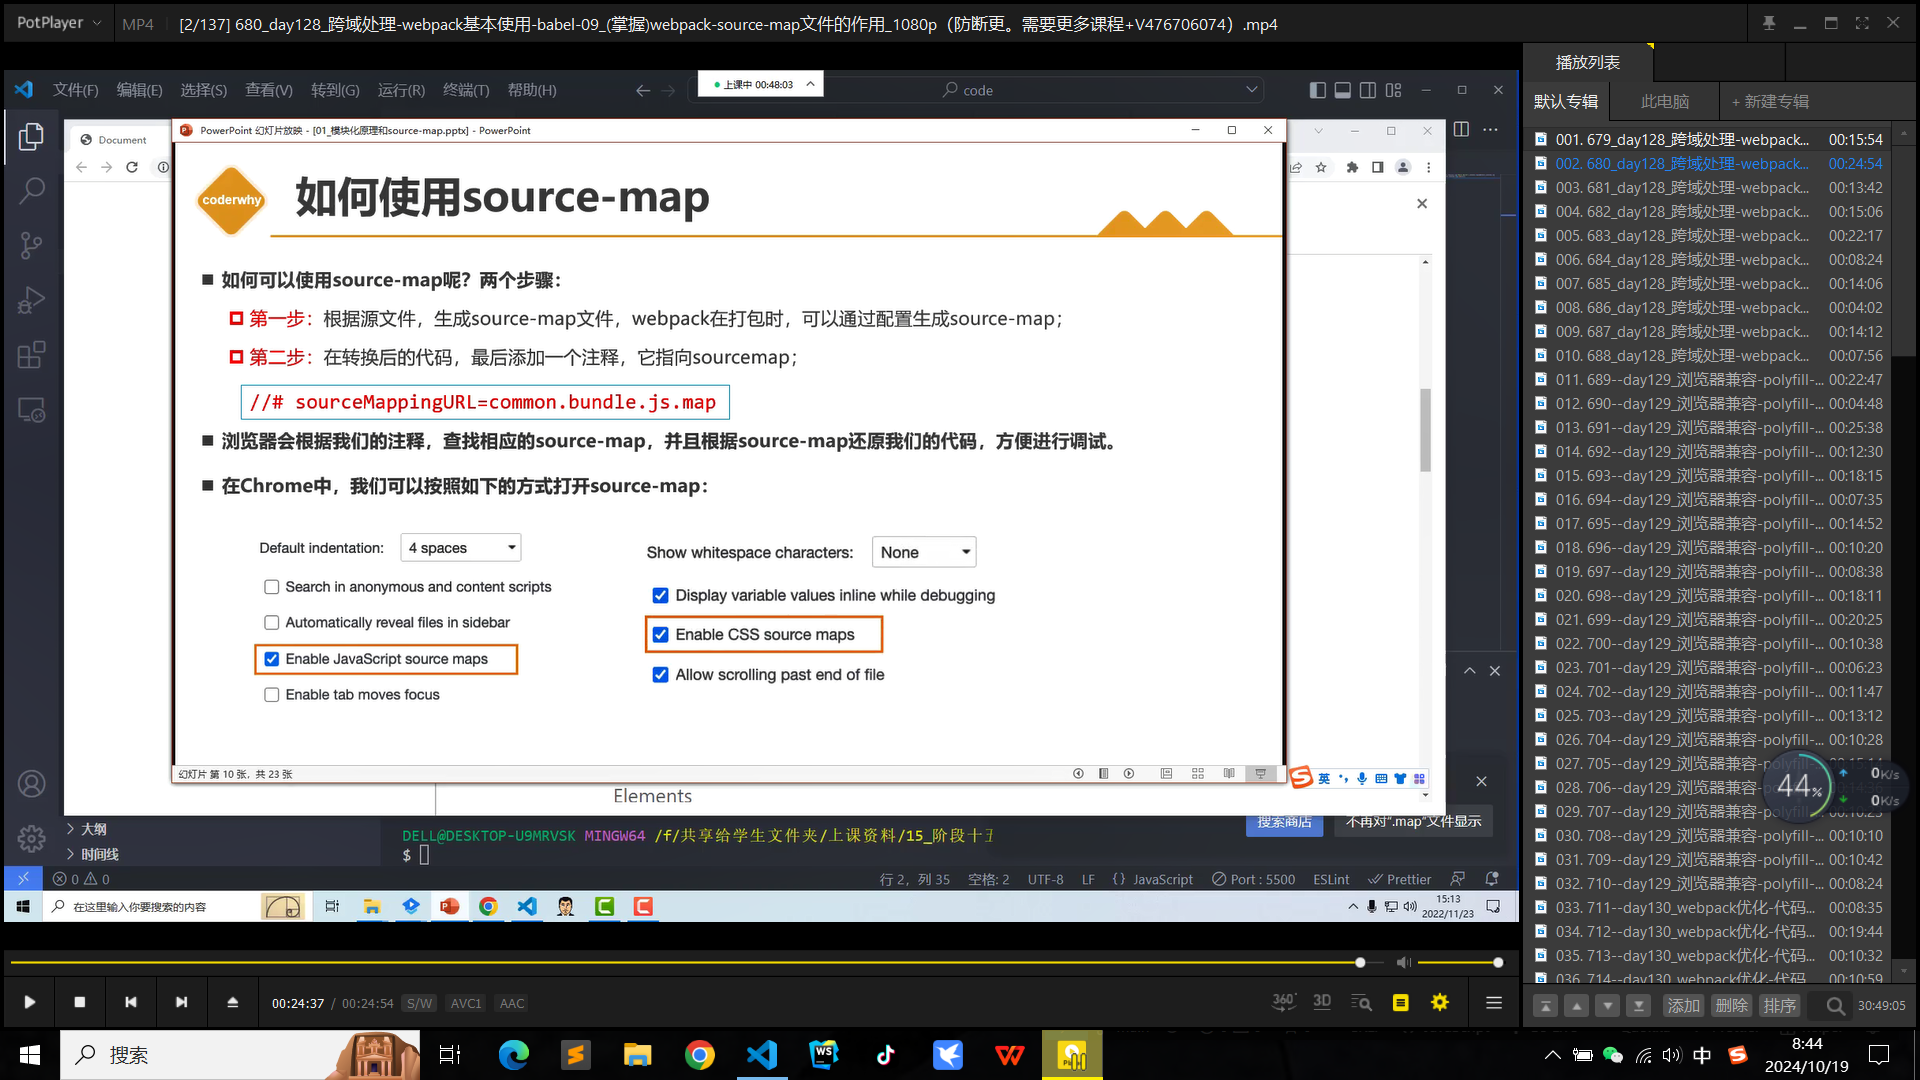 PotPlayer
MP4
[2/137] 680_day128_跨域处理-webpack基本使用-babel-09_(掌握)webpack-source-map文件的作用_1080p（防断更。需要更多课程+V476706074）.mp4
文件(F) 编辑(E) 选择(S) 查看(V) 转到(G) 运行(R) 终端(T) 帮助(H)
上课中 00:48:03
code
Document
PowerPoint 幻灯片放映 - [01_模块化原理和source-map.pptx] - PowerPoint
coderwhy
如何使用source-map
如何可以使用source-map呢？两个步骤：
第一步：根据源文件，生成source-map文件，webpack在打包时，可以通过配置生成source-map；
第二步：在转换后的代码，最后添加一个注释，它指向sourcemap；
//# sourceMappingURL=common.bundle.js.map
浏览器会根据我们的注释，查找相应的source-map，并且根据source-map还原我们的代码，方便进行调试。
在Chrome中，我们可以按照如下的方式打开source-map：
Default indentation: 4 spaces
Search in anonymous and content scripts
Automatically reveal files in sidebar
Enable JavaScript source maps
Enable tab moves focus
Show whitespace characters: None
Display variable values inline while debugging
Enable CSS source maps
Allow scrolling past end of file
幻灯片 第 10 张，共 23 张
英
Elements
搜索商店
不再对“.map”文件显示
大纲
时间线
DELL@DESKTOP-U9MRVSK MINGW64 /f/共享给学生文件夹/上课资料/15_阶段十五
$
0 0
行 2，列 35 空格: 2 UTF-8 LF {} JavaScript Port : 5500 ESLint Prettier
在这里输入你要搜索的内容
15:13
2022/11/23
00:24:37 / 00:24:54 S/W AVC1 AAC
360° 3D
播放列表
默认专辑 此电脑 + 新建专辑
001. 679_day128_跨域处理-webpack... 00:15:54
002. 680_day128_跨域处理-webpack... 00:24:54
003. 681_day128_跨域处理-webpack... 00:13:42
004. 682_day128_跨域处理-webpack... 00:15:06
005. 683_day128_跨域处理-webpack... 00:22:17
006. 684_day128_跨域处理-webpack... 00:08:24
007. 685_day128_跨域处理-webpack... 00:14:06
008. 686_day128_跨域处理-webpack... 00:04:02
009. 687_day128_跨域处理-webpack... 00:14:12
010. 688_day128_跨域处理-webpack... 00:07:56
011. 689--day129_浏览器兼容-polyfill-... 00:22:47
012. 690--day129_浏览器兼容-polyfill-... 00:04:48
013. 691--day129_浏览器兼容-polyfill-... 00:25:38
014. 692--day129_浏览器兼容-polyfill-... 00:12:30
015. 693--day129_浏览器兼容-polyfill-... 00:18:15
016. 694--day129_浏览器兼容-polyfill-... 00:07:35
017. 695--day129_浏览器兼容-polyfill-... 00:14:52
018. 696--day129_浏览器兼容-polyfill-... 00:10:20
019. 697--day129_浏览器兼容-polyfill-... 00:08:38
020. 698--day129_浏览器兼容-polyfill-... 00:18:11
021. 699--day129_浏览器兼容-polyfill-... 00:20:25
022. 700--day129_浏览器兼容-polyfill-... 00:10:38
023. 701--day129_浏览器兼容-polyfill-... 00:06:23
024. 702--day129_浏览器兼容-polyfill-... 00:11:47
025. 703--day129_浏览器兼容-polyfill-... 00:13:12
026. 704--day129_浏览器兼容-polyfill-... 00:10:28
027. 705--day129_浏览器兼容-polyfill-...
028. 706--day129_浏览器兼容-polyfill-...
029. 707--day129_浏览器兼容-polyfill-...
030. 708--day129_浏览器兼容-polyfill-... 00:10:10
031. 709--day129_浏览器兼容-polyfill-... 00:10:42
032. 710--day129_浏览器兼容-polyfill-... 00:08:24
033. 711--day130_webpack优化-代码... 00:08:35
034. 712--day130_webpack优化-代码... 00:19:44
035. 713--day130_webpack优化-代码... 00:10:32
036. 714--day130_webpack优化-代码... 00:10:59
44%
0K/s
0K/s
添加 删除 排序
30:49:05
搜索
中
8:44
2024/10/19